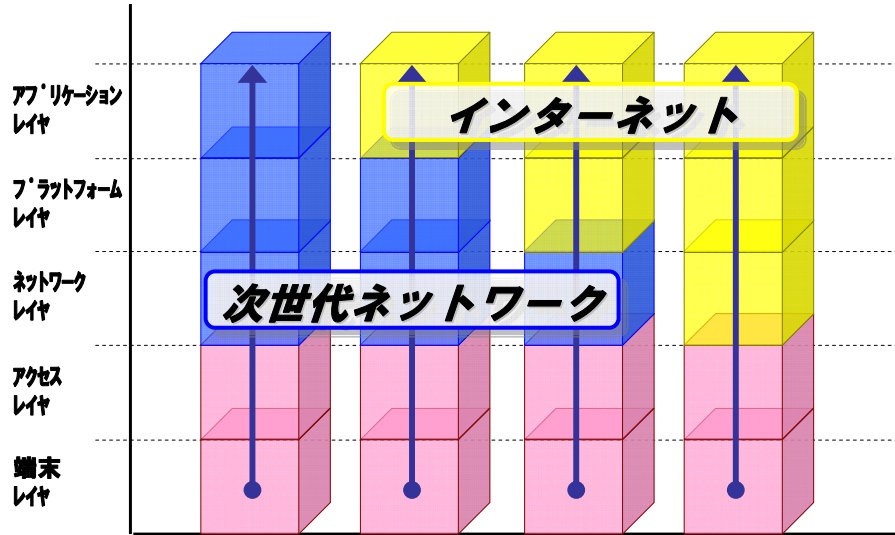 アプリケーション
レイヤ
プラットフォーム
レイヤ
ネットワーク
レイヤ
アクセス
レイヤ
端末
レイヤ
インターネット
次世代ネットワーク